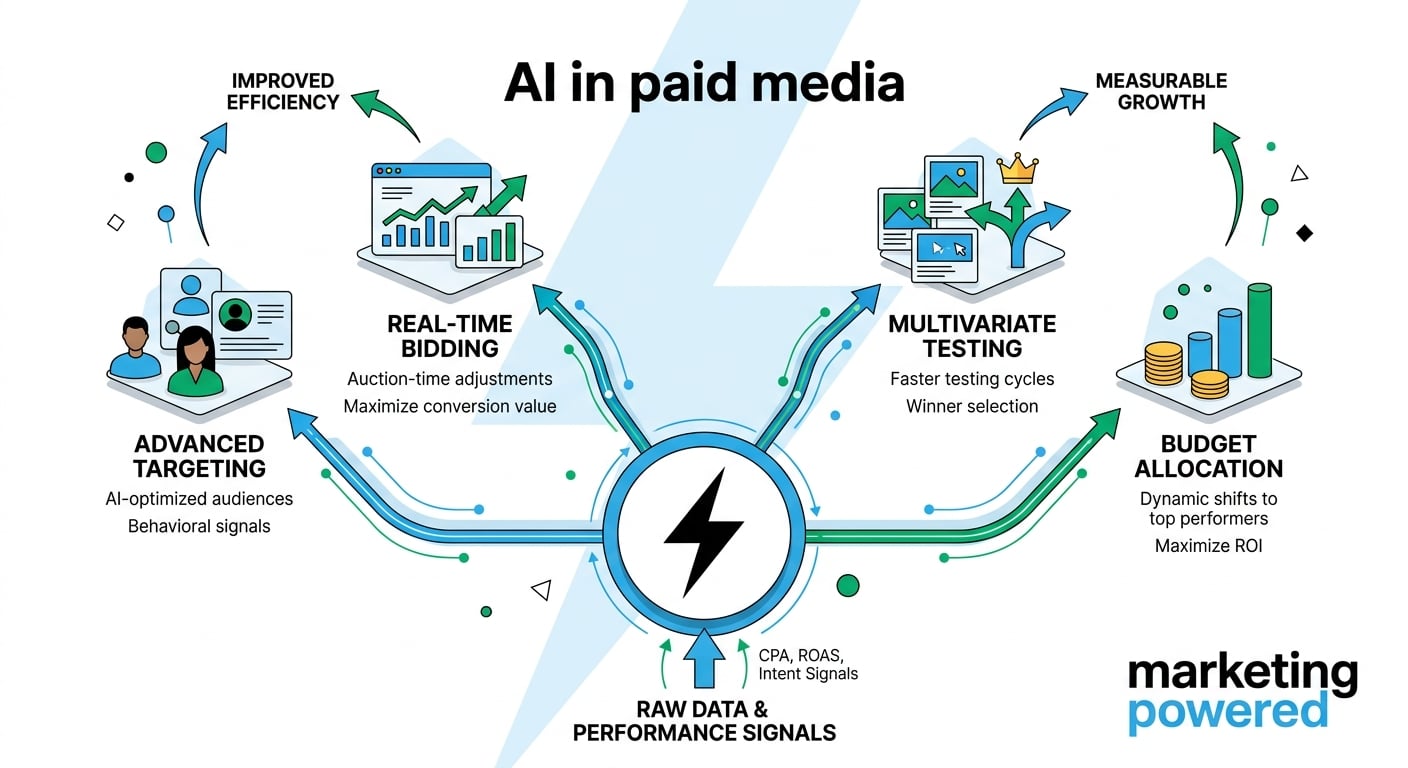 AI in paid media
IMPROVED
EFFICIENCY
MEASURABLE
GROWTH
REAL-TIME
BIDDING
Auction-time adjustments
Maximize conversion value
MULTIVARIATE
TESTING
Faster testing cycles
Winner selection
ADVANCED
TARGETING
AI-optimized audiences
Behavioral signals
BUDGET
ALLOCATION
Dynamic shifts to
top performers
Maximize ROI
CPA, ROAS,
Intent Signals
RAW DATA &
PERFORMANCE SIGNALS
marketing
powered